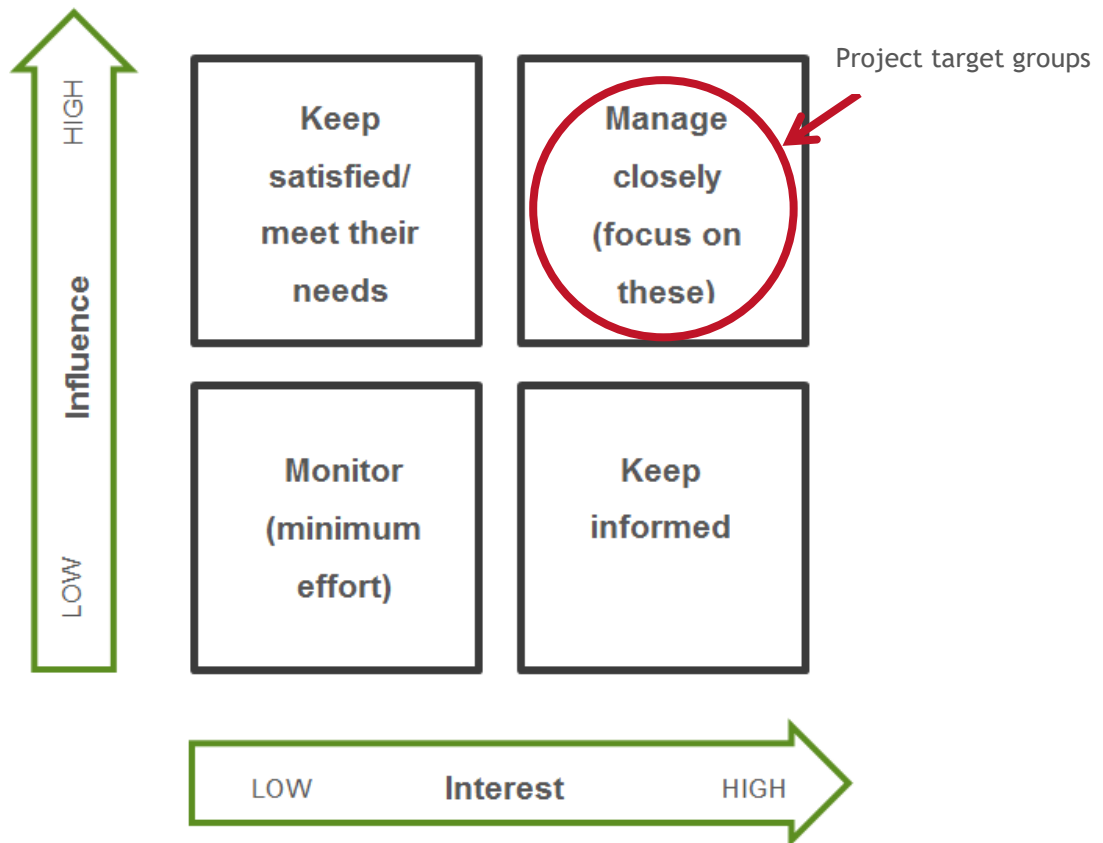 Project target groups
HIGH
Keep
satisfied/
meet their
needs
Manage
closely
(focus on
these)
Influence
Monitor
(minimum
effort)
Keep
informed
LOW
LOW Interest HIGH